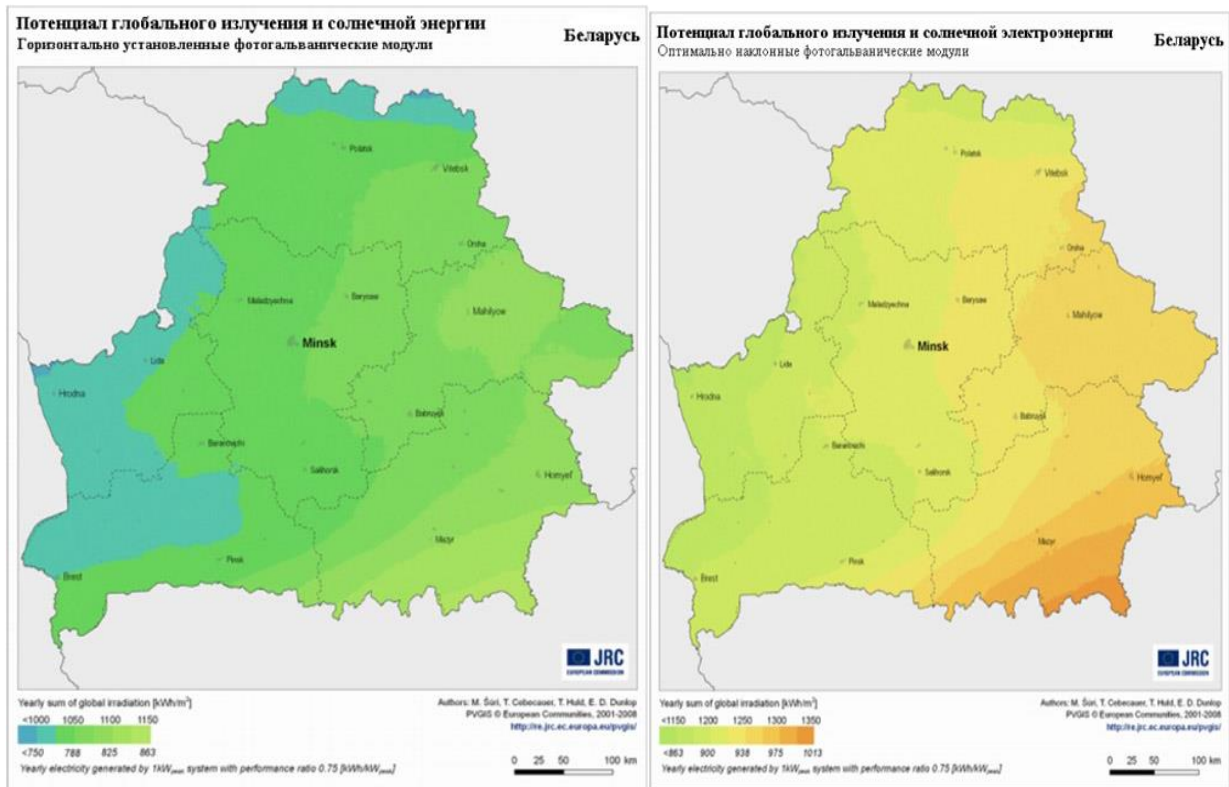 Потенциал глобального излучения и солнечной энергии
Горизонтально установленные фотогальванические модули
Беларусь
Polatsk
Vitebsk
Orsha
Maladzyechna
Barysaw
Mahilyow
Minsk
Lida
Hrodna
Babruysk
Baranavichi
Salihorsk
Homyel
Mazyr
Pinsk
Brest
JRC
EUROPEAN COMMISSION
Yearly sum of global irradiation [kWh/m²]
<1000 1050 1100 1150
<750 788 825 863
Yearly electricity generated by 1kWpeak system with performance ratio 0.75 [kWh/kWpeak]
Authors: M. Šúri, T. Cebecauer, T. Huld, E. D. Dunlop
PVGIS © European Communities, 2001-2008
http://re.jrc.ec.europa.eu/pvgis/
0 25 50 100 km
Потенциал глобального излучения и солнечной электроэнергии
Оптимально наклонные фотогальванические модули
Беларусь
Polatsk
Vitebsk
Orsha
Maladzyechna
Barysaw
Mahilyow
Minsk
Lida
Hrodna
Babruysk
Baranavichi
Salihorsk
Homyel
Mazyr
Pinsk
Brest
JRC
EUROPEAN COMMISSION
Yearly sum of global irradiation [kWh/m²]
<1150 1200 1250 1300 1350
<863 900 938 975 1013
Yearly electricity generated by 1kWpeak system with performance ratio 0.75 [kWh/kWpeak]
Authors: M. Šúri, T. Cebecauer, T. Huld, E. D. Dunlop
PVGIS © European Communities, 2001-2008
http://re.jrc.ec.europa.eu/pvgis/
0 25 50 100 km